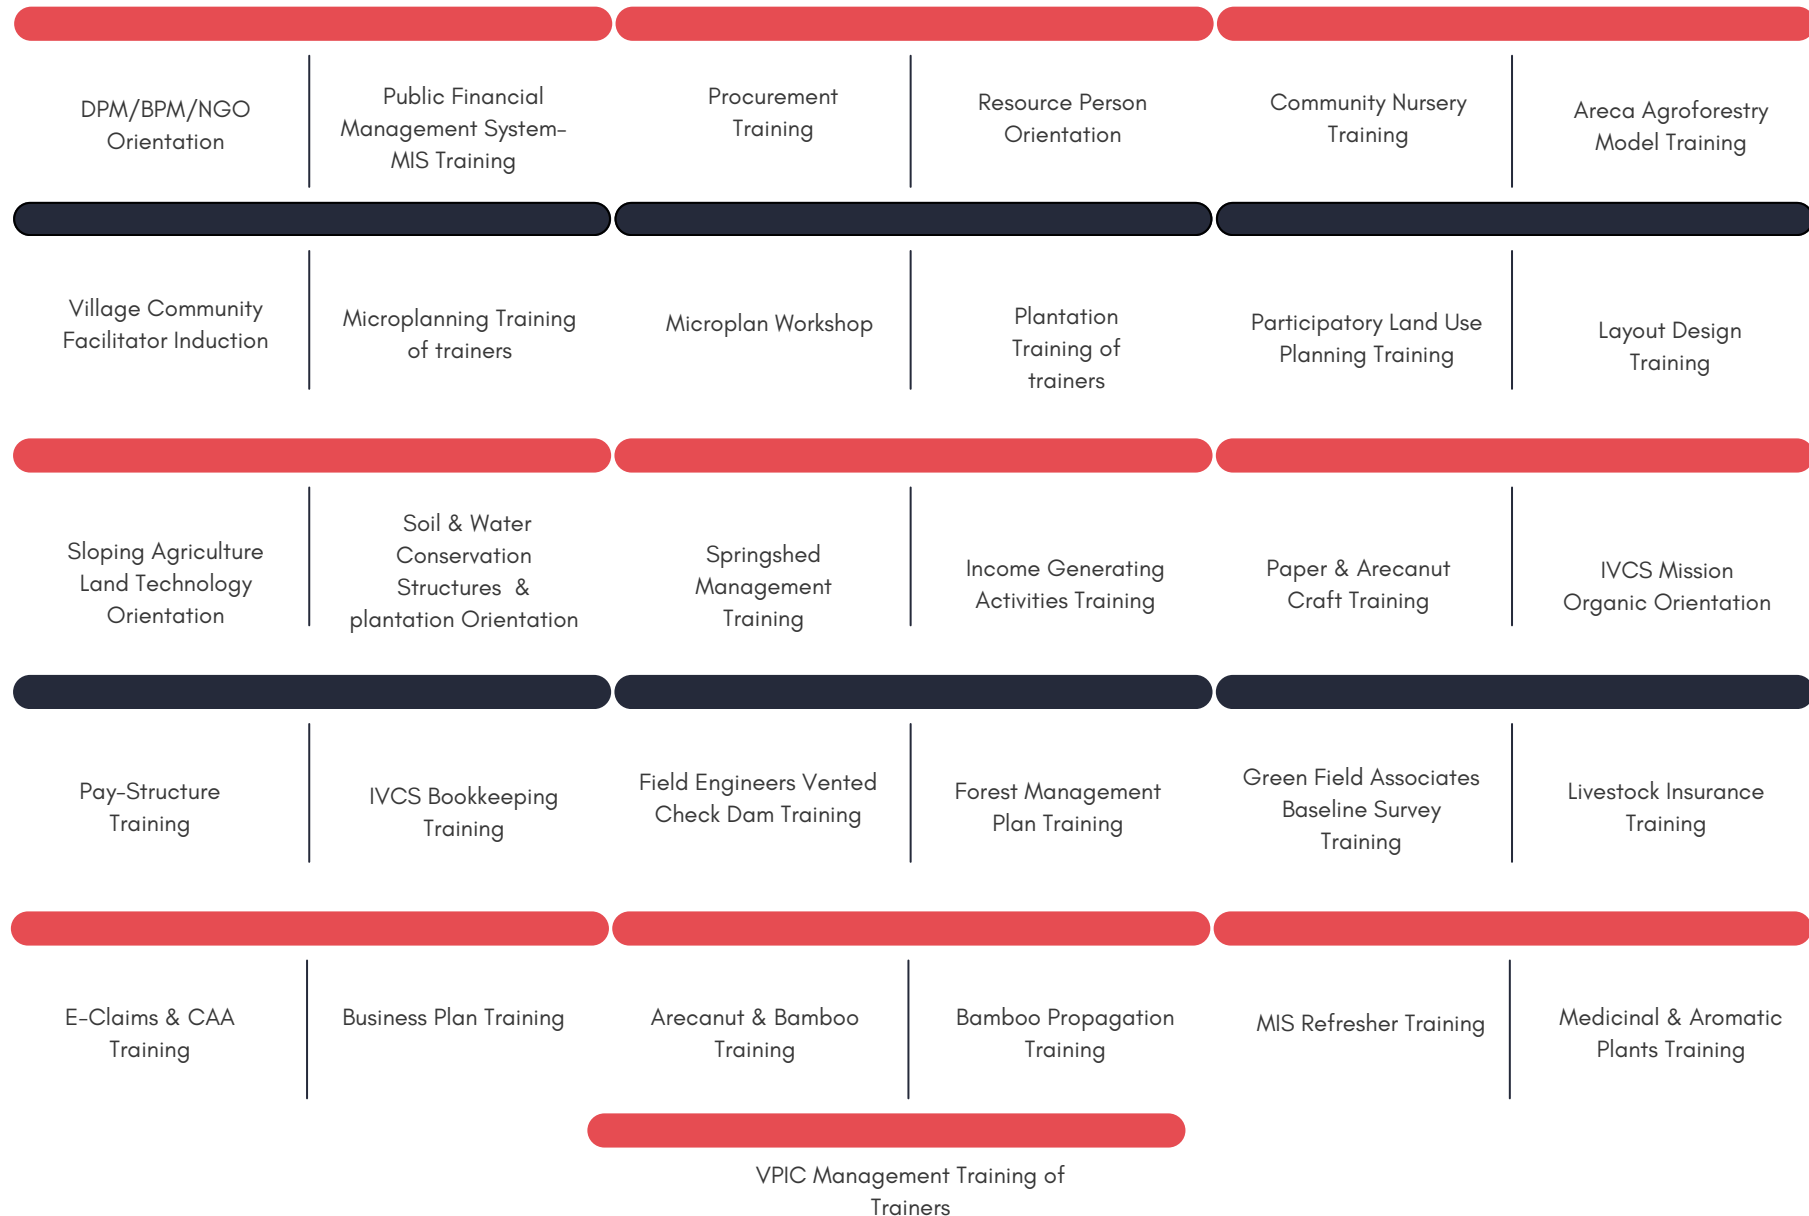 DPM/BPM/NGO
Orientation
Public Financial
Management System-
MIS Training
Procurement
Training
Resource Person
Orientation
Community Nursery
Training
Areca Agroforestry
Model Training
Village Community
Facilitator Induction
Microplanning Training
of trainers
Microplan Workshop
Plantation
Training of
trainers
Participatory Land Use
Planning Training
Layout Design
Training
Sloping Agriculture
Land Technology
Orientation
Soil & Water
Conservation
Structures &
plantation Orientation
Springshed
Management
Training
Income Generating
Activities Training
Paper & Arecanut
Craft Training
IVCS Mission
Organic Orientation
Pay-Structure
Training
IVCS Bookkeeping
Training
Field Engineers Vented
Check Dam Training
Forest Management
Plan Training
Green Field Associates
Baseline Survey
Training
Livestock Insurance
Training
E-Claims & CAA
Training
Business Plan Training
Arecanut & Bamboo
Training
Bamboo Propagation
Training
MIS Refresher Training
Medicinal & Aromatic
Plants Training
VPIC Management Training of
Trainers